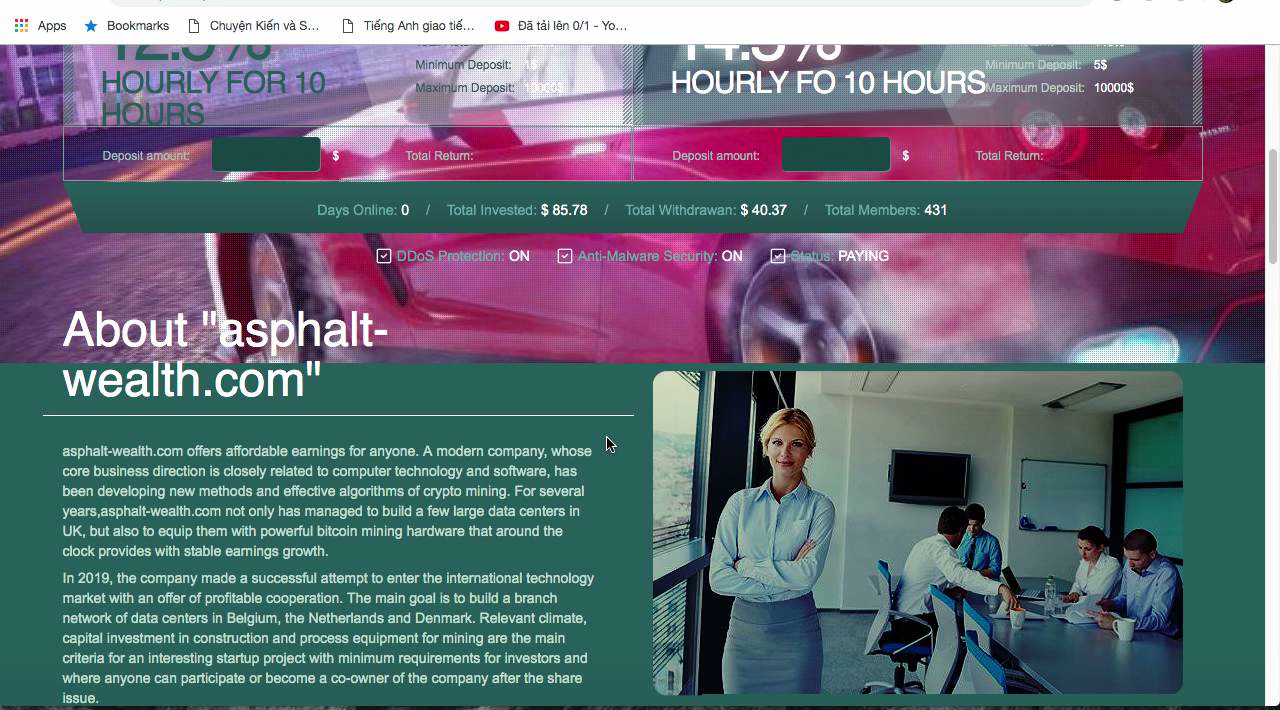 Apps
Bookmarks
Chuyện Kiến và S...
Tiếng Anh giao tiế...
Đã tải lên 0/1 - Yo...
12.5%
HOURLY FOR 10
HOURS
Minimum Deposit: 1$
Maximum Deposit: 10000$
14.5%
HOURLY FO 10 HOURS
Minimum Deposit: 5$
Maximum Deposit: 10000$
Deposit amount: $ Total Return:
Deposit amount: $ Total Return:
Days Online: 0 / Total Invested: $ 85.78 / Total Withdrawan: $ 40.37 / Total Members: 431
DDoS Protection: ON Anti-Malware Security: ON Status: PAYING
About "asphalt-
wealth.com"
asphalt-wealth.com offers affordable earnings for anyone. A modern company, whose
core business direction is closely related to computer technology and software, has
been developing new methods and effective algorithms of crypto mining. For several
years,asphalt-wealth.com not only has managed to build a few large data centers in
UK, but also to equip them with powerful bitcoin mining hardware that around the
clock provides with stable earnings growth.
In 2019, the company made a successful attempt to enter the international technology
market with an offer of profitable cooperation. The main goal is to build a branch
network of data centers in Belgium, the Netherlands and Denmark. Relevant climate,
capital investment in construction and process equipment for mining are the main
criteria for an interesting startup project with minimum requirements for investors and
where anyone can participate or become a co-owner of the company after the share
issue.